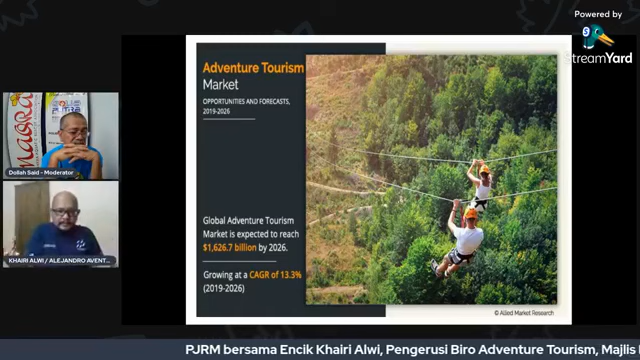 Powered by
StreamYard
Adventure Tourism
Market
OPPORTUNITIES AND FORECASTS,
2019-2026
Global Adventure Tourism
Market is expected to reach
$1,626.7 billion by 2026.
Growing at a CAGR of 13.3%
(2019-2026)
© Allied Market Research
Dollah Said - Moderator
KHAIRI ALWI/ ALEJANDRO AVENT...
PJRM bersama Encik Khairi Alwi, Pengerusi Biro Adventure Tourism, Majlis